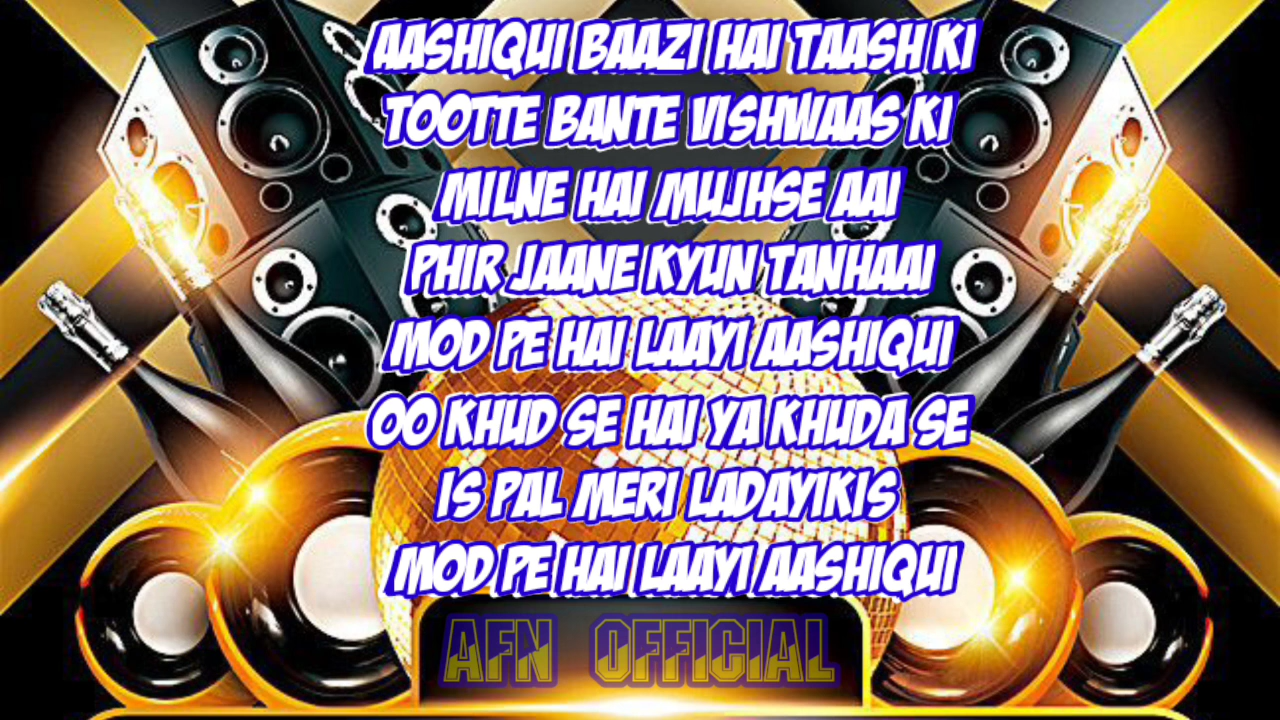 AASHIQUI BAAZI HAI TAASH KI
TOOTTE BANTE VISHWAAS KI
MILNE HAI MUJHSE AAI
PHIR JAANE KYUN TANHAAI
MOD PE HAI LAAYI AASHIQUI
OO KHUD SE HAI YA KHUDA SE
IS PAL MERI LADAYIKIS
MOD PE HAI LAAYI AASHIQUI
AFN OFFICIAL